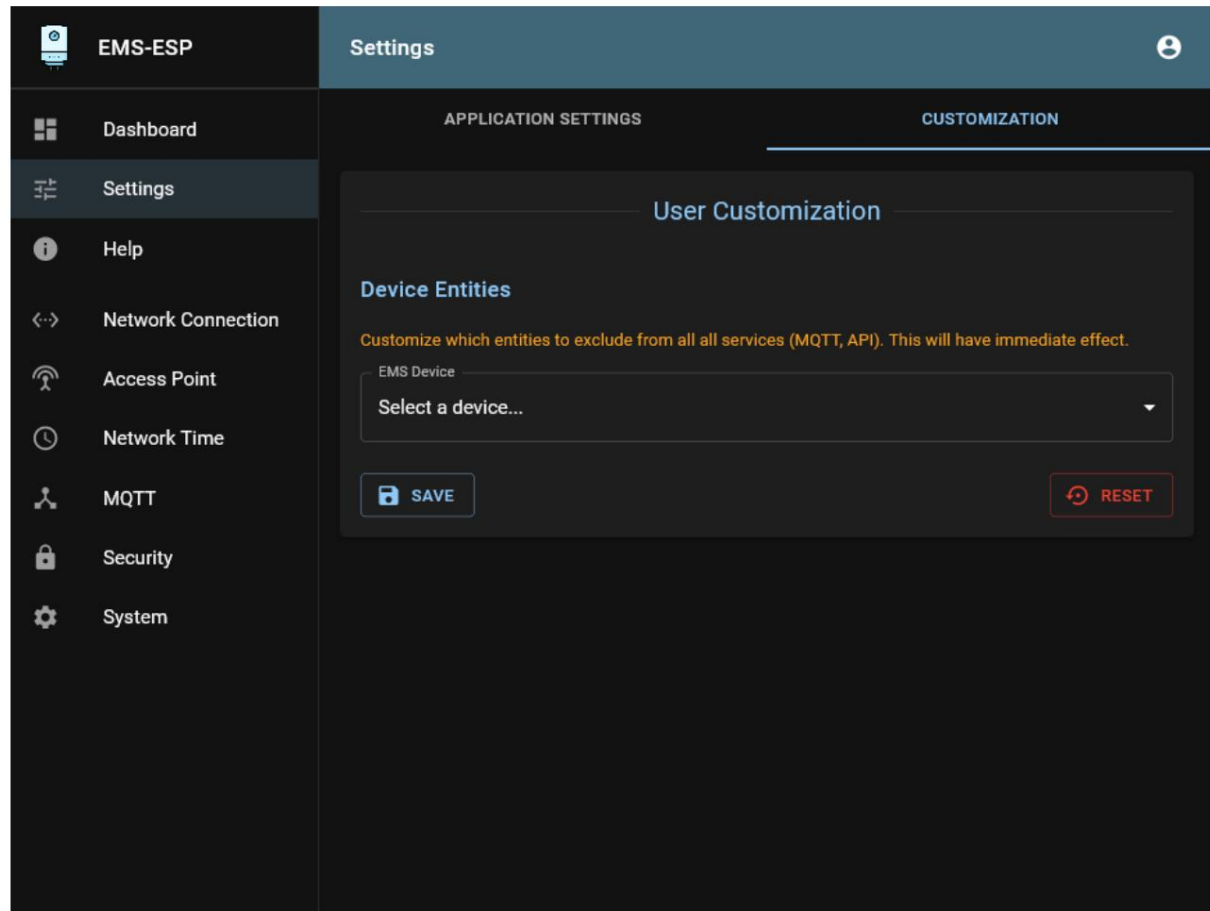 EMS-ESP
Settings
Dashboard
Settings
Help
Network Connection
Access Point
Network Time
MQTT
Security
System
APPLICATION SETTINGS
CUSTOMIZATION
User Customization
Device Entities
Customize which entities to exclude from all all services (MQTT, API). This will have immediate effect.
EMS Device
Select a device...
SAVE
RESET